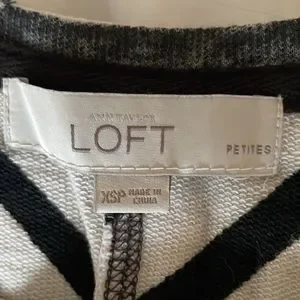 ANN TAYLOR
LOFT
PETITES
XSP
MADE IN
CHINA